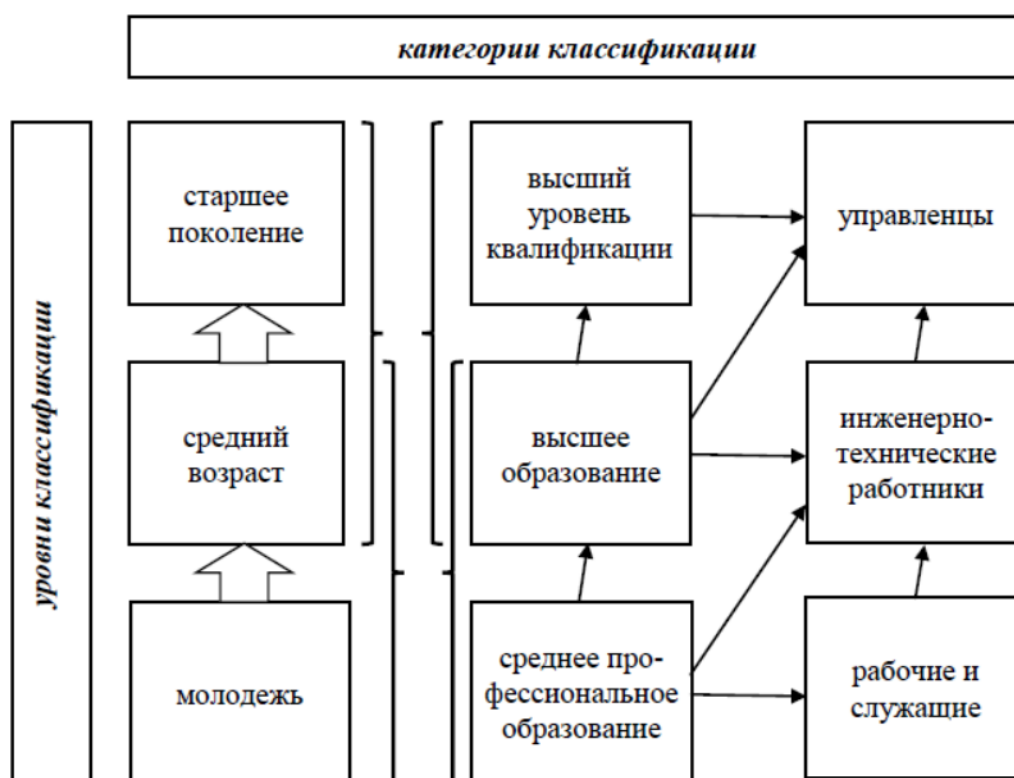 категории классификации
уровни классификации
старшее
поколение
высший
уровень
квалификации
управленцы
средний
возраст
высшее
образование
инженерно-
технические
работники
молодежь
среднее про-
фессиональное
образование
рабочие и
служащие